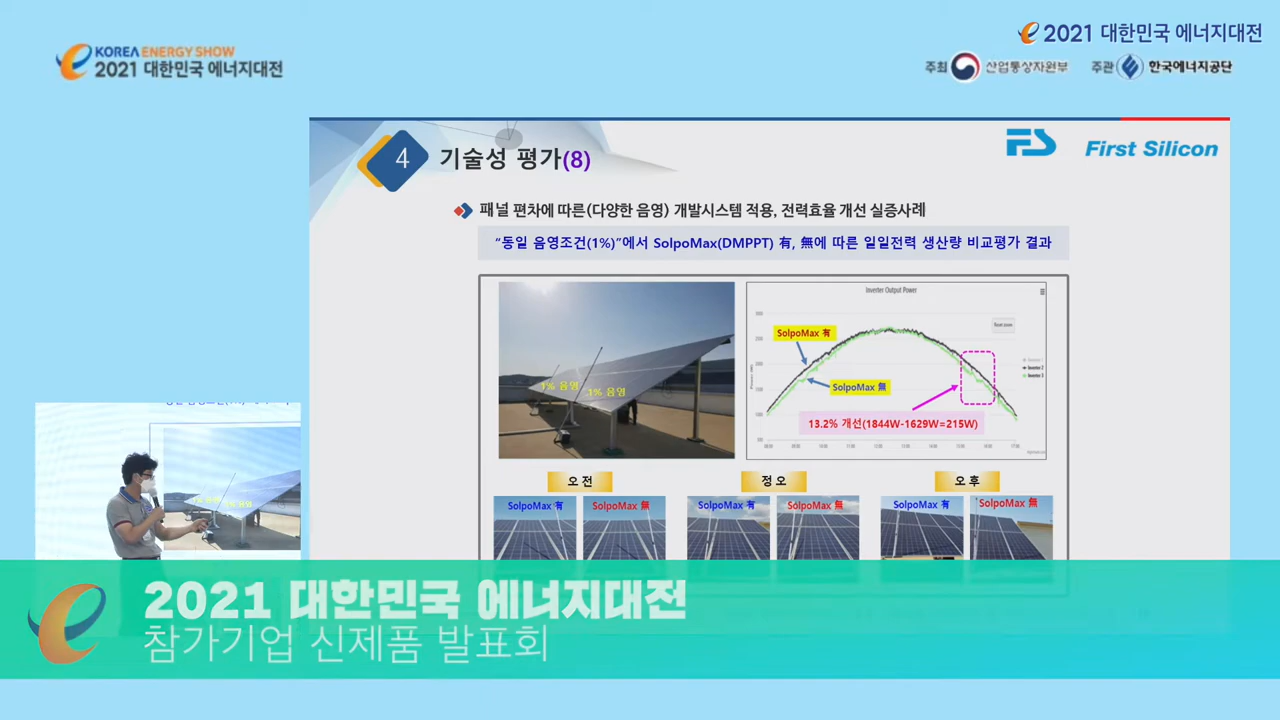 KOREA ENERGY SHOW
2021 대한민국 에너지대전
2021 대한민국 에너지대전
주최 산업통상자원부 주관 한국에너지공단
4 기술성 평가(8)
FS First Silicon
패널 편차에 따른(다양한 음영) 개발시스템 적용, 전력효율 개선 실증사례
“동일 음영조건(1%)”에서 SolpoMax(DMPPT) 有, 無에 따른 일일전력 생산량 비교평가 결과
1% 음영
1% 음영
Inverter Output Power
Reset zoom
SolpoMax 有
SolpoMax 無
Inverter 2
Inverter 3
13.2% 개선(1844W-1629W=215W)
오 전
정 오
오 후
SolpoMax 有
SolpoMax 無
SolpoMax 有
SolpoMax 無
SolpoMax 有
SolpoMax 無
2021 대한민국 에너지대전
참가기업 신제품 발표회